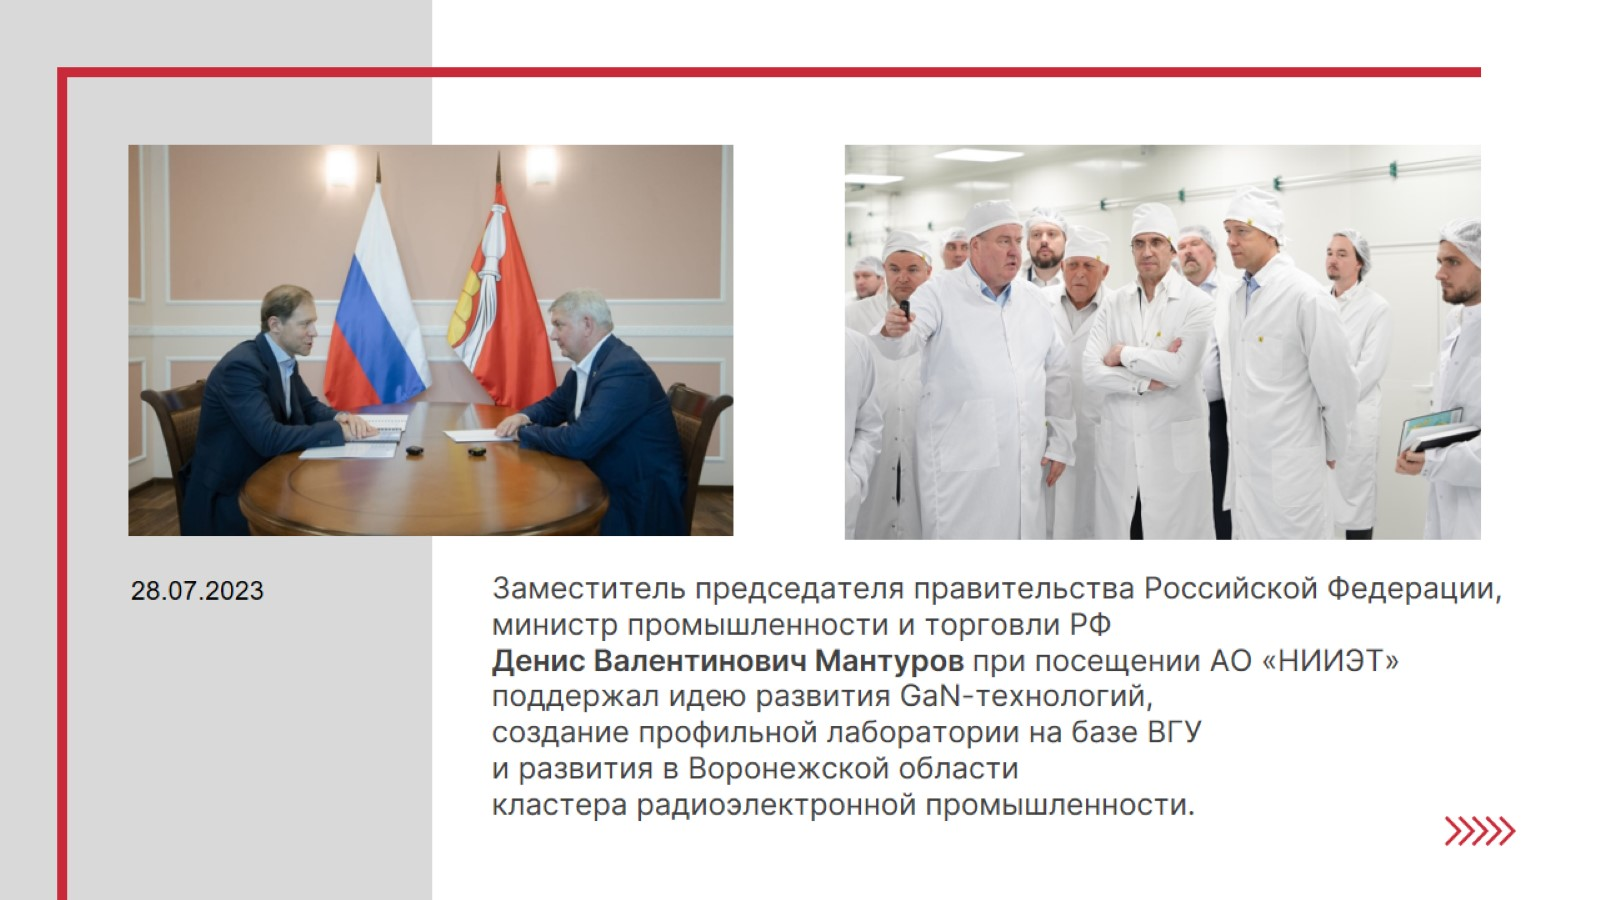 28.07.2023
Заместитель председателя правительства Российской Федерации,
министр промышленности и торговли РФ
Денис Валентинович Мантуров при посещении АО «НИИЭТ»
поддержал идею развития GaN-технологий,
создание профильной лаборатории на базе ВГУ
и развития в Воронежской области
кластера радиоэлектронной промышленности.